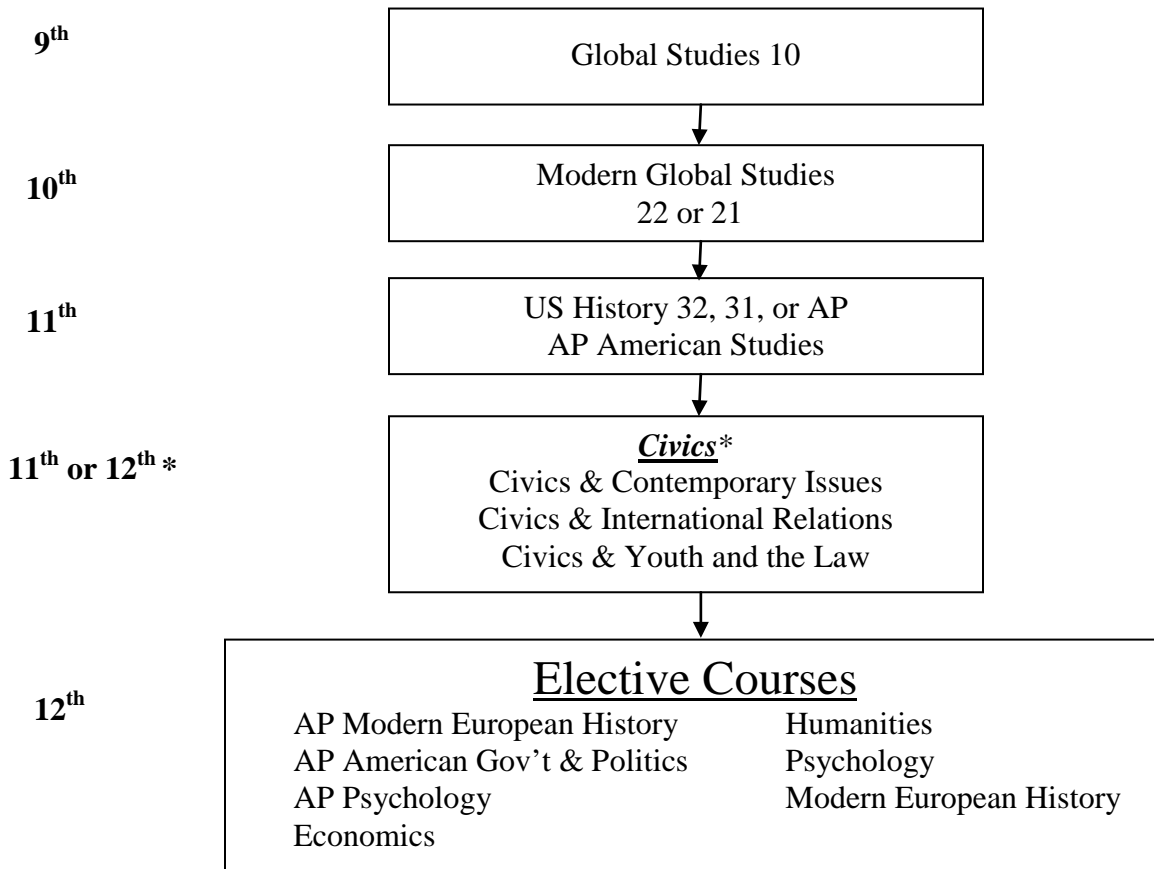 9th
Global Studies 10
10th
Modern Global Studies
22 or 21
11th
US History 32, 31, or AP
AP American Studies
11th or 12th *
Civics*
Civics & Contemporary Issues
Civics & International Relations
Civics & Youth and the Law
12th
Elective Courses
AP Modern European History
AP American Gov’t & Politics
AP Psychology
Economics
Humanities
Psychology
Modern European History